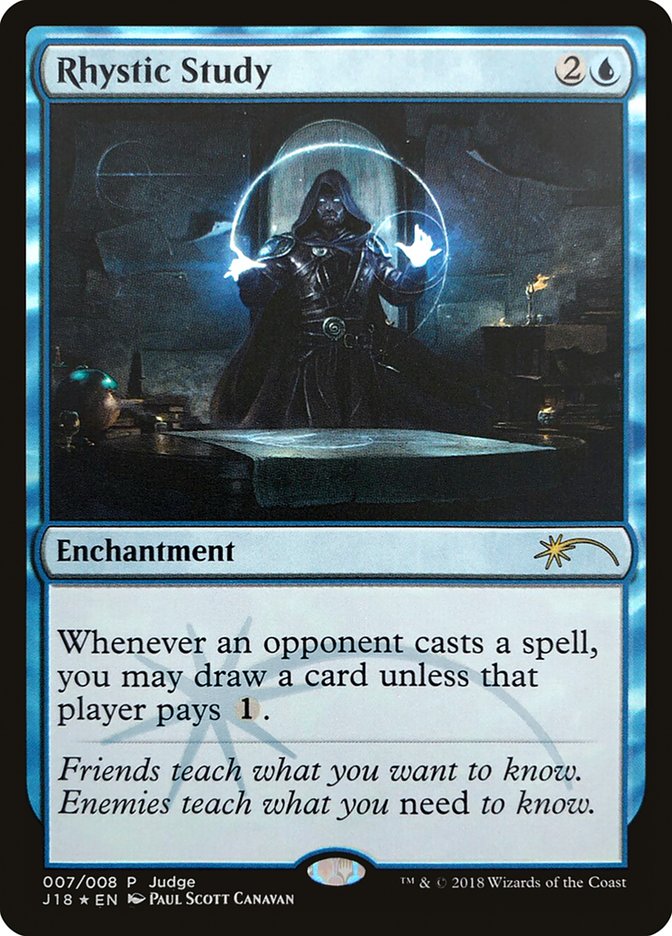 Rhystic Study 2
Enchantment
Whenever an opponent casts a spell,
you may draw a card unless that
player pays 1.
Friends teach what you want to know.
Enemies teach what you need to know.
007/008 P Judge
J18 ★ EN Paul Scott Canavan
™ & © 2018 Wizards of the Coast